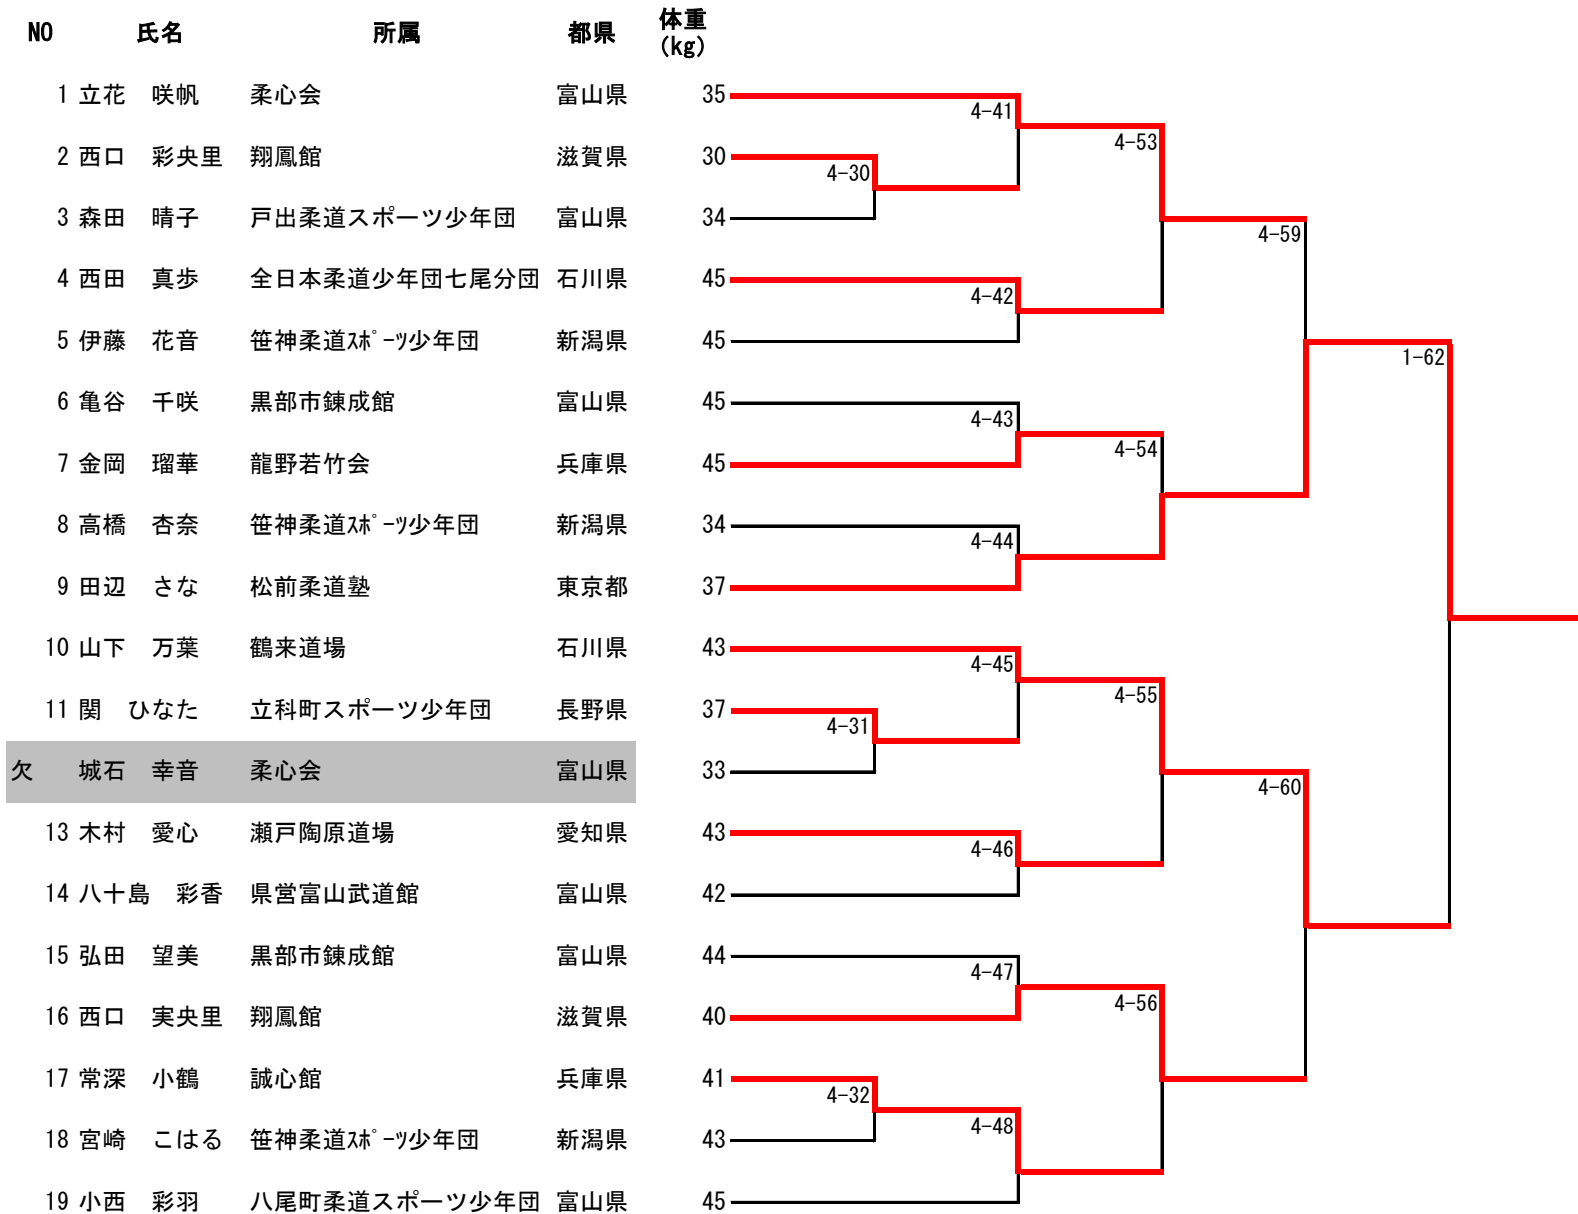 NO 氏名 所属 都県 体重(kg)
1 立花 咲帆 柔心会 富山県 35
4-41
2 西口 彩央里 翔鳳館 滋賀県 30
4-53
4-30
3 森田 晴子 戸出柔道スポーツ少年団 富山県 34
4-59
4 西田 真歩 全日本柔道少年団七尾分団 石川県 45
4-42
5 伊藤 花音 笹神柔道ｽﾎﾟｰﾂ少年団 新潟県 45
1-62
6 亀谷 千咲 黒部市錬成館 富山県 45
4-43
7 金岡 瑠華 龍野若竹会 兵庫県 45
4-54
8 高橋 杏奈 笹神柔道ｽﾎﾟｰﾂ少年団 新潟県 34
4-44
9 田辺 さな 松前柔道塾 東京都 37
10 山下 万葉 鶴来道場 石川県 43
4-45
11 関 ひなた 立科町スポーツ少年団 長野県 37
4-55
4-31
欠 城石 幸音 柔心会 富山県 33
4-60
13 木村 愛心 瀬戸陶原道場 愛知県 43
4-46
14 八十島 彩香 県営富山武道館 富山県 42
15 弘田 望美 黒部市錬成館 富山県 44
4-47
16 西口 実央里 翔鳳館 滋賀県 40
4-56
17 常深 小鶴 誠心館 兵庫県 41
4-32
18 宮崎 こはる 笹神柔道ｽﾎﾟｰﾂ少年団 新潟県 43
4-48
19 小西 彩羽 八尾町柔道スポーツ少年団 富山県 45